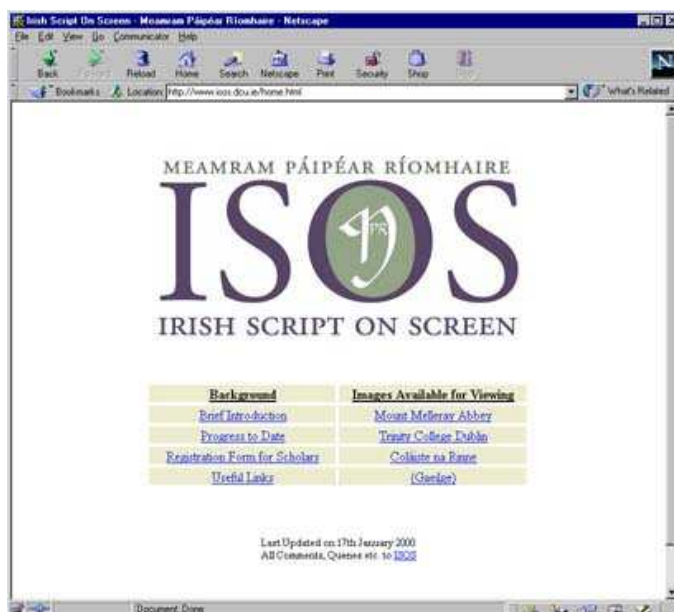 Irish Script On Screen - Meamram Páipéar Ríomhaire - Netscape
File Edit View Go Communicator Help
Back Forward Reload Home Search Netscape Print Security Shop
Bookmarks Location: http://www.isos.dcu.ie/home.html What's Related
MEAMRAM PÁIPÉAR RÍOMHAIRE
ISOS
IRISH SCRIPT ON SCREEN
Background Images Available for Viewing
Brief Introduction Mount Melleray Abbey
Progress to Date Trinity College Dublin
Registration Form for Scholars Coláiste na Rinne
Useful Links (Gaeilge)
Last Updated on 17th January 2000
All Comments, Queries etc. to ISOS
Document Done